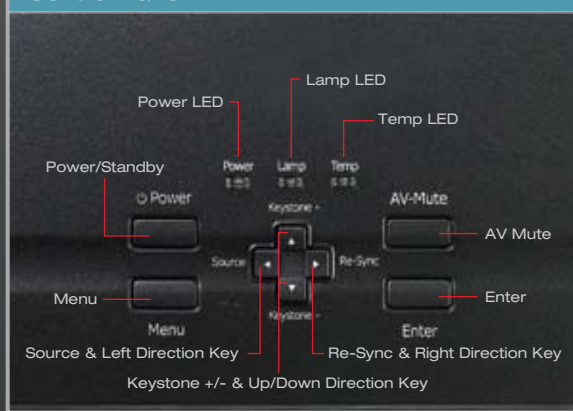 Lamp LED
Power LED
Temp LED
Power/Standby
Power Lamp Temp
Power
Keystone +
AV-Mute
AV Mute
Source
Re-Sync
Menu
Enter
Keystone -
Menu
Enter
Source & Left Direction Key
Re-Sync & Right Direction Key
Keystone +/- & Up/Down Direction Key